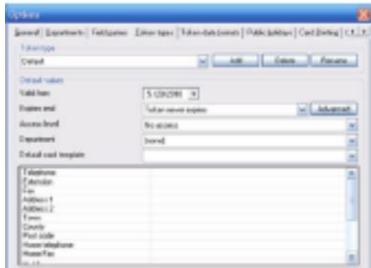 Options
General Departments Field names Token types Token data formats Public holidays Card Printing
Token type
Default Add Delete Rename
Default values
Valid from
Expires end Token never expires Advanced
Access level No access
Department (none)
Default card template
Telephone
Extension
Fax
Address 1
Address 2
Town
County
Post code
Home telephone
Home Fax